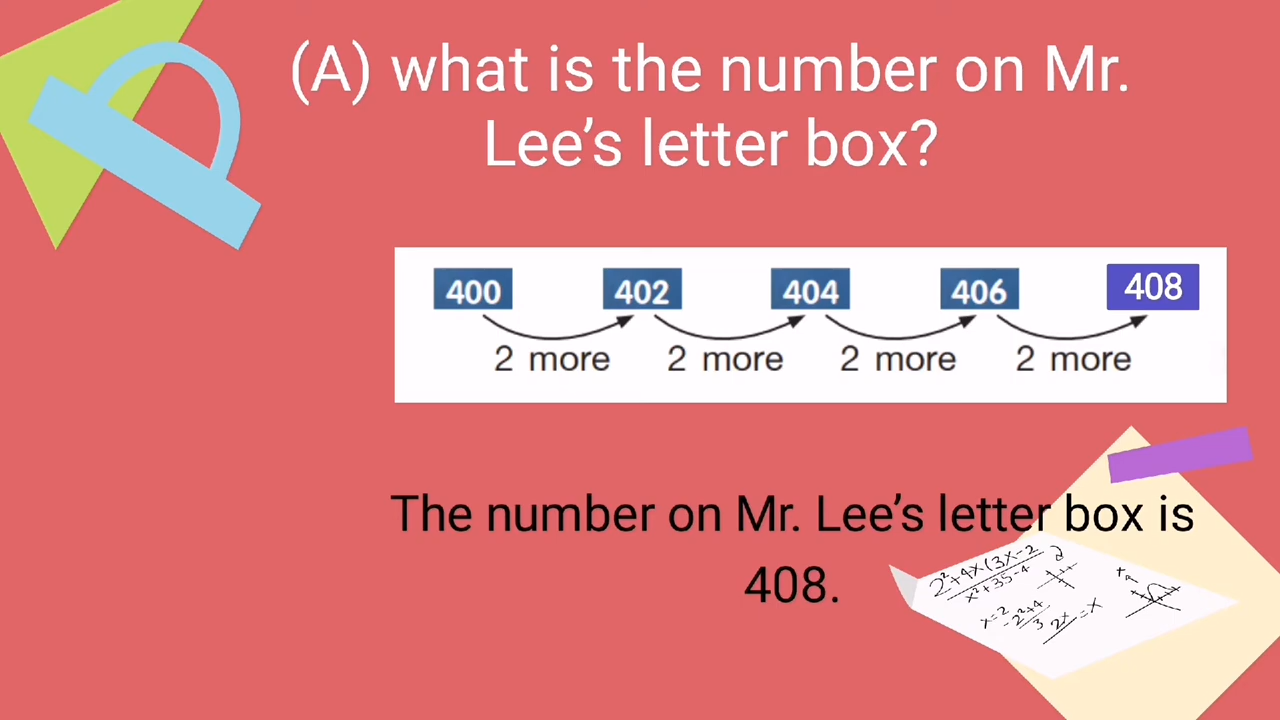 (A) what is the number on Mr.
Lee's letter box?
400 402 404 406 408
2 more 2 more 2 more 2 more
The number on Mr. Lee's letter box is
408.